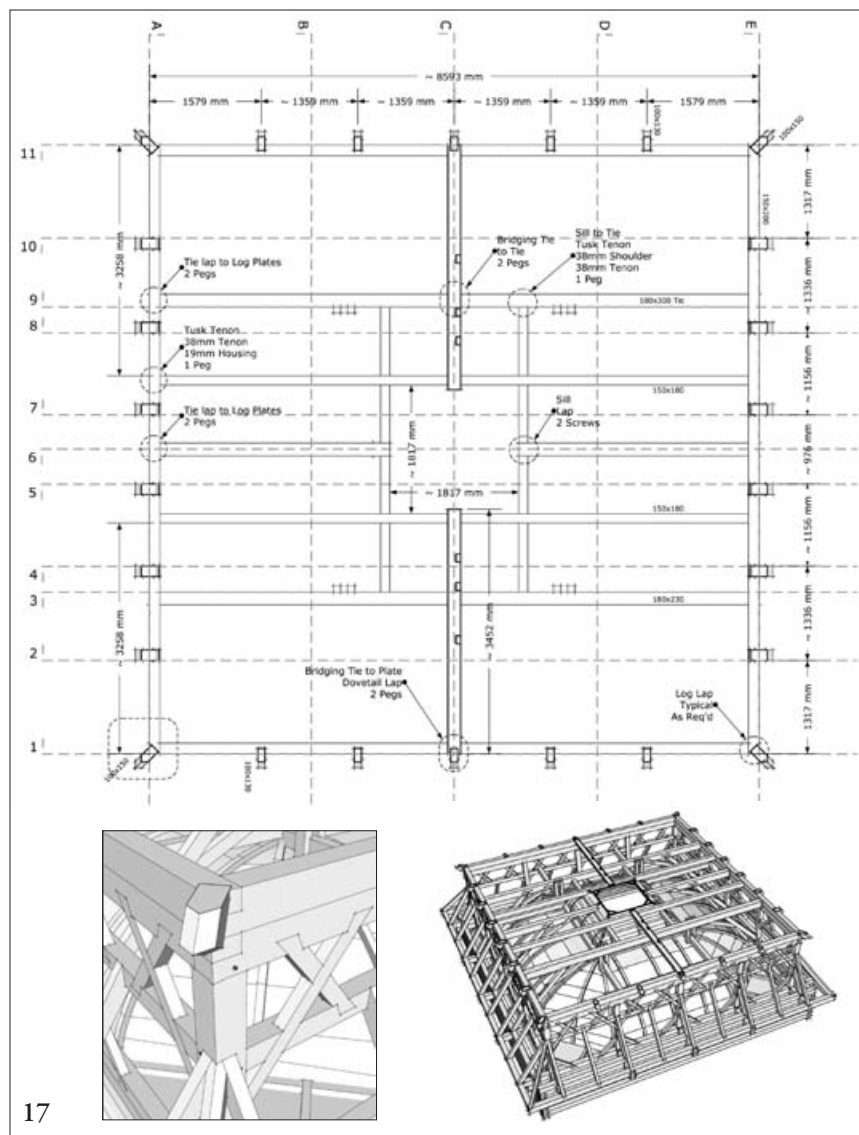 A
B
C
D
E
~ 8593 mm
1579 mm
~ 1359 mm
~ 1359 mm
~ 1359 mm
~ 1359 mm
1579 mm
100x130
100x150
11
10
9
8
7
6
5
4
3
2
1
~ 3258 mm
Tie lap to Log Plates
2 Pegs
Bridging Tie
to Tie
2 Pegs
Sill to Tie
Tusk Tenon
38mm Shoulder
38mm Tenon
1 Peg
150x200
1317 mm
~ 1336 mm
180x300 Tie
Tusk Tenon
38mm Tenon
19mm Housing
1 Peg
~ 1156 mm
150x180
Tie lap to Log Plates
2 Pegs
~ 1817 mm
Sill
Lap
2 Screws
~ 976 mm
~ 1817 mm
150x180
~ 1156 mm
180x230
~ 3258 mm
~ 3452 mm
~ 1336 mm
Bridging Tie to Plate
Dovetail Lap
2 Pegs
Log Lap
Typical
As Req'd
1317 mm
100x150
100x130
17